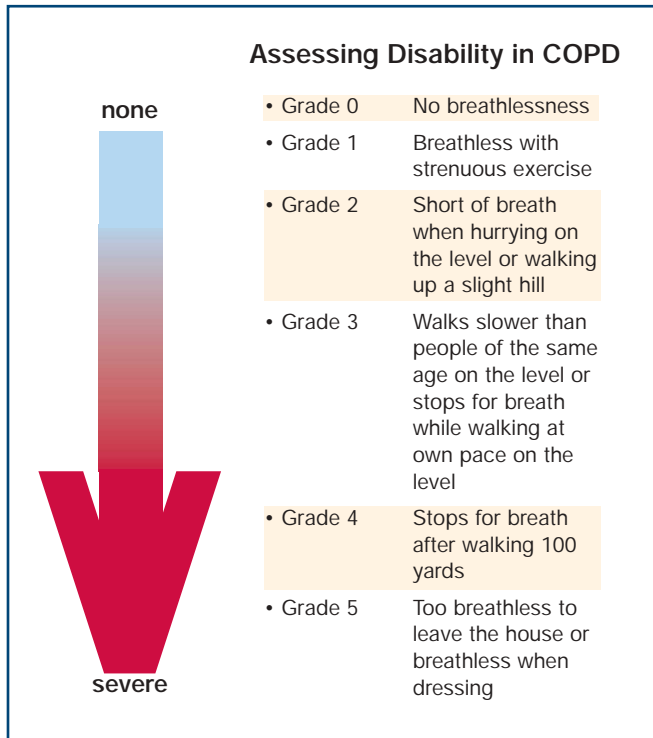 Assessing Disability in COPD
none
• Grade 0 No breathlessness
• Grade 1 Breathless with
strenuous exercise
• Grade 2 Short of breath
when hurrying on
the level or walking
up a slight hill
• Grade 3 Walks slower than
people of the same
age on the level or
stops for breath
while walking at
own pace on the
level
• Grade 4 Stops for breath
after walking 100
yards
• Grade 5 Too breathless to
leave the house or
breathless when
dressing
severe